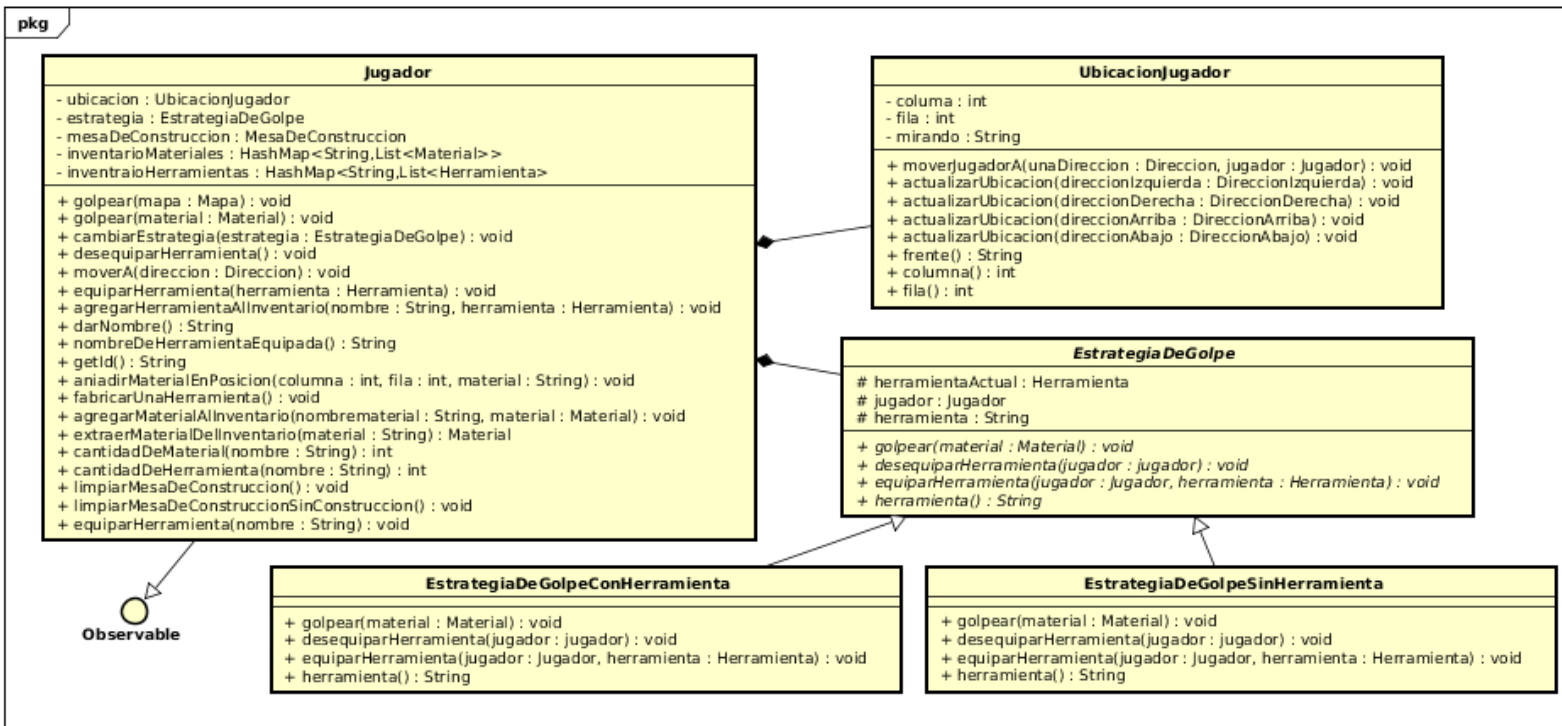 pkg
Jugador
- ubicacion : UbicacionJugador
- estrategia : EstrategiaDeGolpe
- mesaDeConstruccion : MesaDeConstruccion
- inventarioMateriales : HashMap<String,List<Material>>
- inventraioHerramientas : HashMap<String,List<Herramienta>
+ golpear(mapa : Mapa) : void
+ golpear(material : Material) : void
+ cambiarEstrategia(estrategia : EstrategiaDeGolpe) : void
+ desequiparHerramienta() : void
+ moverA(direccion : Direccion) : void
+ equiparHerramienta(herramienta : Herramienta) : void
+ agregarHerramientaAlInventario(nombre : String, herramienta : Herramienta) : void
+ darNombre() : String
+ nombreDeHerramientaEquipada() : String
+ getId() : String
+ aniadirMaterialEnPosicion(columna : int, fila : int, material : String) : void
+ fabricarUnaHerramienta() : void
+ agregarMaterialAlInventario(nombrematerial : String, material : Material) : void
+ extraerMaterialDelInventario(material : String) : Material
+ cantidadDeMaterial(nombre : String) : int
+ cantidadDeHerramienta(nombre : String) : int
+ limpiarMesaDeConstruccion() : void
+ limpiarMesaDeConstruccionSinConstruccion() : void
+ equiparHerramienta(nombre : String) : void
UbicacionJugador
- columa : int
- fila : int
- mirando : String
+ moverJugadorA(unaDireccion : Direccion, jugador : Jugador) : void
+ actualizarUbicacion(direccionIzquierda : DireccionIzquierda) : void
+ actualizarUbicacion(direccionDerecha : DireccionDerecha) : void
+ actualizarUbicacion(direccionArriba : DireccionArriba) : void
+ actualizarUbicacion(direccionAbajo : DireccionAbajo) : void
+ frente() : String
+ columna() : int
+ fila() : int
EstrategiaDeGolpe
# herramientaActual : Herramienta
# jugador : Jugador
# herramienta : String
+ golpear(material : Material) : void
+ desequiparHerramienta(jugador : jugador) : void
+ equiparHerramienta(jugador : Jugador, herramienta : Herramienta) : void
+ herramienta() : String
Observable
EstrategiaDeGolpeConHerramienta
+ golpear(material : Material) : void
+ desequiparHerramienta(jugador : jugador) : void
+ equiparHerramienta(jugador : Jugador, herramienta : Herramienta) : void
+ herramienta() : String
EstrategiaDeGolpeSinHerramienta
+ golpear(material : Material) : void
+ desequiparHerramienta(jugador : jugador) : void
+ equiparHerramienta(jugador : Jugador, herramienta : Herramienta) : void
+ herramienta() : String